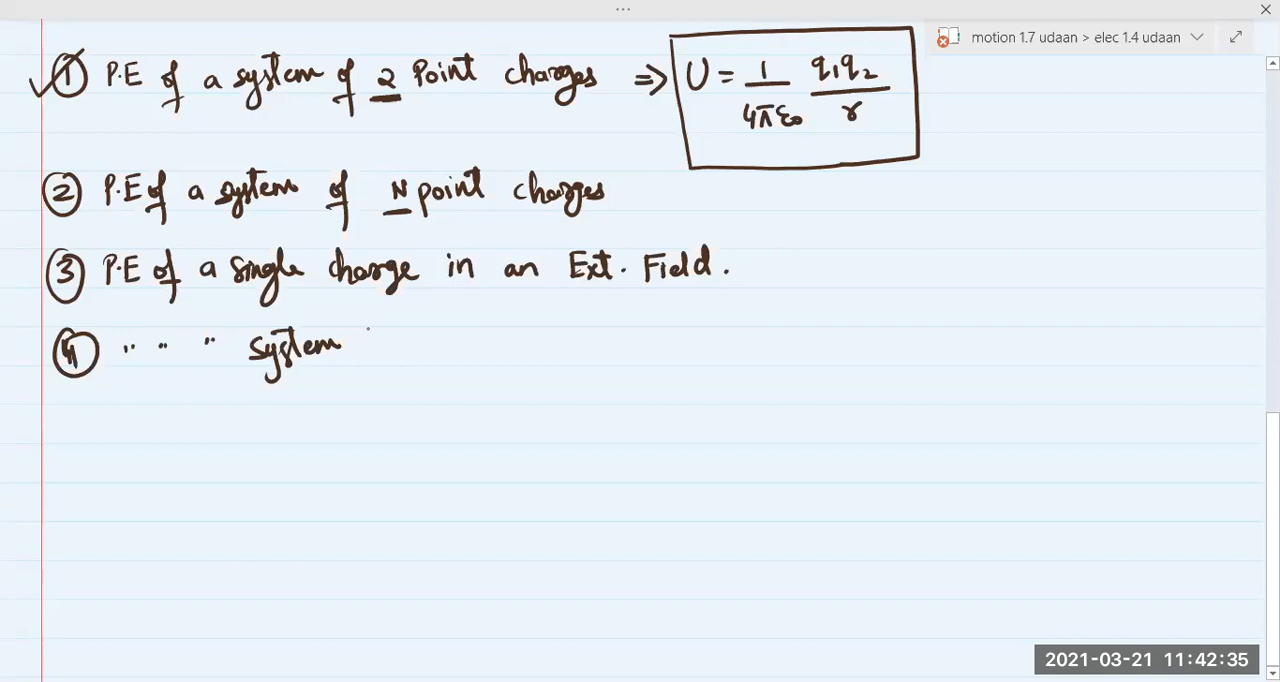 ...
motion 1.7 udaan > elec 1.4 udaan
① P.E of a system of 2 Point charges ⇒ U = 1/4πε₀ q₁q₂/r
② P.E of a system of N point charges
③ P.E of a single charge in an Ext. Field.
④ " " " system
2021-03-21 11:42:35